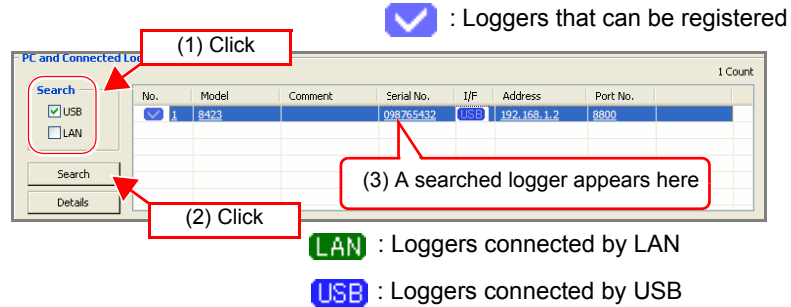 : Loggers that can be registered
(1) Click
PC and Connected Lo
1 Count
Search
USB
LAN
No. Model Comment Serial No. I/F Address Port No.
1 8423 098765432 USB 192.168.1.2 8800
Search
(3) A searched logger appears here
Details
(2) Click
LAN : Loggers connected by LAN
USB : Loggers connected by USB